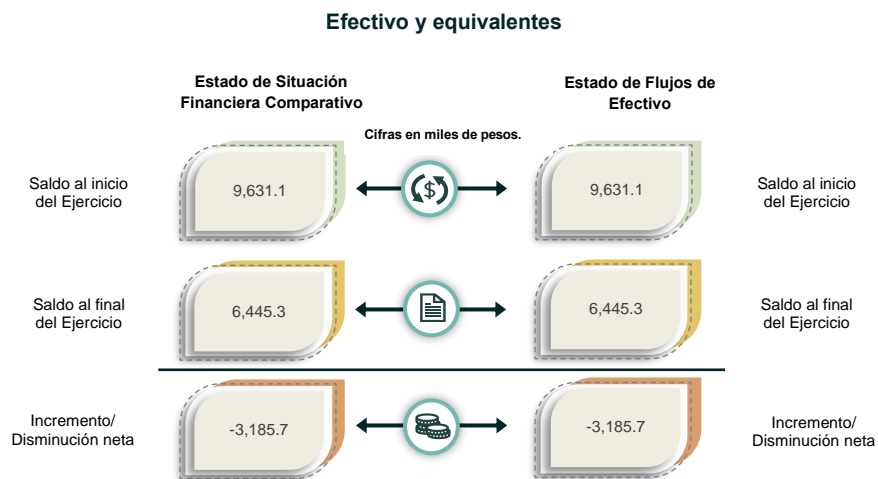 Efectivo y equivalentes
Estado de Situación
Financiera Comparativo
Estado de Flujos de
Efectivo
Cifras en miles de pesos.
Saldo al inicio
del Ejercicio
9,631.1
$
9,631.1
Saldo al inicio
del Ejercicio
Saldo al final
del Ejercicio
6,445.3
6,445.3
Saldo al final
del Ejercicio
Incremento/
Disminución neta
-3,185.7
-3,185.7
Incremento/
Disminución neta